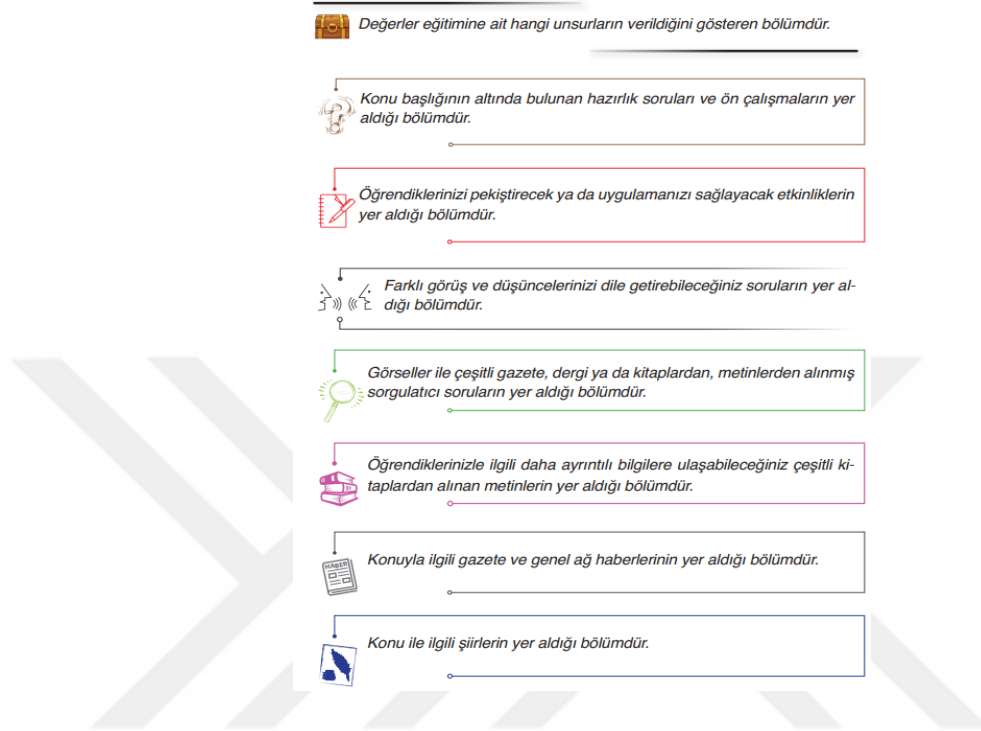 Değerler eğitimine ait hangi unsurların verildiğini gösteren bölümdür.
Konu başlığının altında bulunan hazırlık soruları ve ön çalışmaların yer
aldığı bölümdür.
Öğrendiklerinizi pekiştirecek ya da uygulamanızı sağlayacak etkinliklerin
yer aldığı bölümdür.
Farklı görüş ve düşüncelerinizi dile getirebileceğiniz soruların yer al-
dığı bölümdür.
Görseller ile çeşitli gazete, dergi ya da kitaplardan, metinlerden alınmış
sorgulatıcı soruların yer aldığı bölümdür.
Öğrendiklerinizle ilgili daha ayrıntılı bilgilere ulaşabileceğiniz çeşitli ki-
taplardan alınan metinlerin yer aldığı bölümdür.
HABER
Konuyla ilgili gazete ve genel ağ haberlerinin yer aldığı bölümdür.
Konu ile ilgili şiirlerin yer aldığı bölümdür.